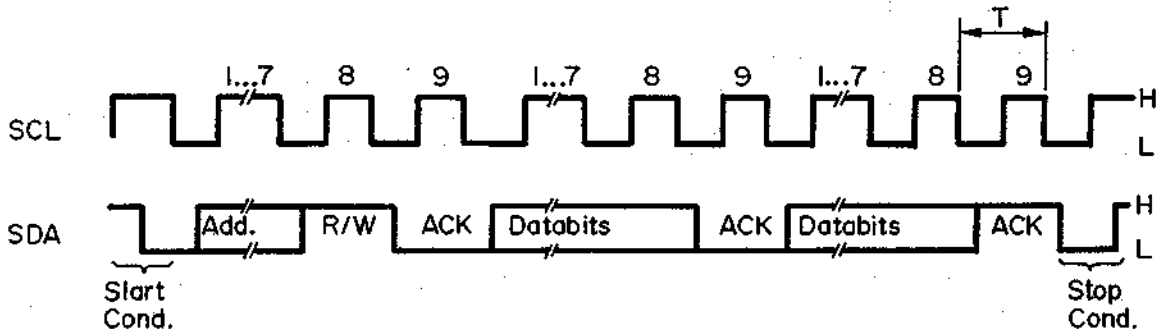 T
1...7 8 9 1...7 8 9 1...7 8 9
H
SCL
L
H
Add. R/W ACK Databits ACK Databits ACK
SDA
L
Slart
Cond.
Stop
Cond.